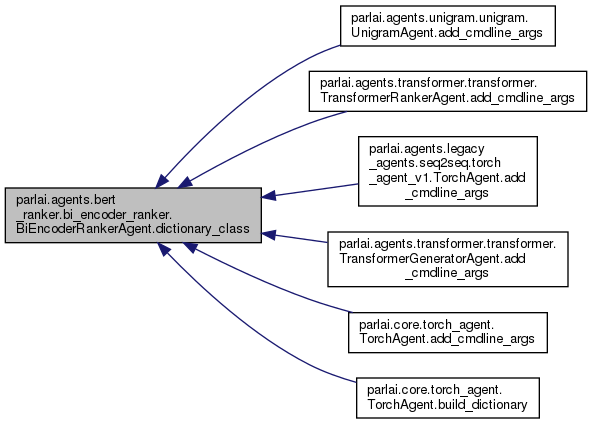 parlai.agents.unigram.unigram.
UnigramAgent.add_cmdline_args
parlai.agents.transformer.transformer.
TransformerRankerAgent.add_cmdline_args
parlai.agents.legacy
_agents.seq2seq.torch
_agent_v1.TorchAgent.add
_cmdline_args
parlai.agents.bert
_ranker.bi_encoder_ranker.
BiEncoderRankerAgent.dictionary_class
parlai.agents.transformer.transformer.
TransformerGeneratorAgent.add
_cmdline_args
parlai.core.torch_agent.
TorchAgent.add_cmdline_args
parlai.core.torch_agent.
TorchAgent.build_dictionary